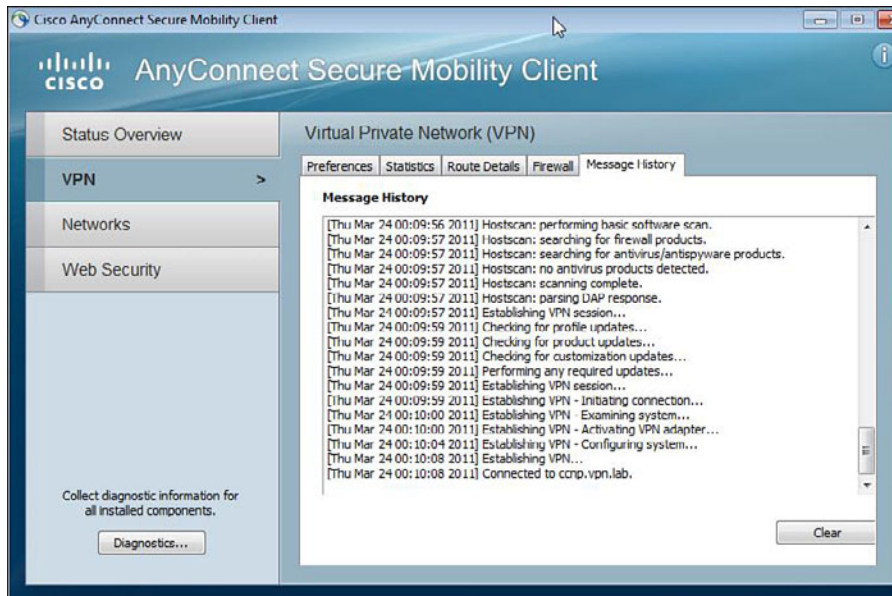 Cisco AnyConnect Secure Mobility Client
CISCO AnyConnect Secure Mobility Client
Status Overview
VPN >
Networks
Web Security
Collect diagnostic information for
all installed components.
Diagnostics...
Virtual Private Network (VPN)
Preferences Statistics Route Details Firewall Message History
Message History
[Thu Mar 24 00:09:56 2011] Hostscan: performing basic software scan.
[Thu Mar 24 00:09:57 2011] Hostscan: searching for firewall products.
[Thu Mar 24 00:09:57 2011] Hostscan: searching for antivirus/antispyware products.
[Thu Mar 24 00:09:57 2011] Hostscan: no antivirus products detected.
[Thu Mar 24 00:09:57 2011] Hostscan: scanning complete.
[Thu Mar 24 00:09:57 2011] Hostscan: parsing DAP response.
[Thu Mar 24 00:09:57 2011] Establishing VPN session...
[Thu Mar 24 00:09:59 2011] Checking for profile updates...
[Thu Mar 24 00:09:59 2011] Checking for product updates...
[Thu Mar 24 00:09:59 2011] Checking for customization updates...
[Thu Mar 24 00:09:59 2011] Performing any required updates...
[Thu Mar 24 00:09:59 2011] Establishing VPN session...
[Thu Mar 24 00:09:59 2011] Establishing VPN - Initiating connection...
[Thu Mar 24 00:10:00 2011] Establishing VPN - Examining system...
[Thu Mar 24 00:10:00 2011] Establishing VPN - Activating VPN adapter...
[Thu Mar 24 00:10:04 2011] Establishing VPN - Configuring system...
[Thu Mar 24 00:10:08 2011] Establishing VPN...
[Thu Mar 24 00:10:08 2011] Connected to ccnp.vpn.lab.
Clear